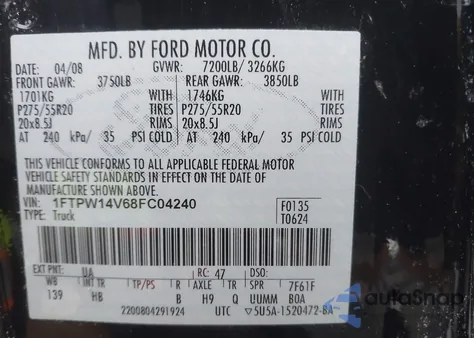 MFD. BY FORD MOTOR CO.
DATE: 04/08 GVWR: 7200LB/ 3266KG
FRONT GAWR: 3750LB REAR GAWR: 3850LB
1701KG WITH 1746KG WITH
P275/55R20 TIRES P275/55R20 TIRES
20x8.5J RIMS 20x8.5J RIMS
AT 240 kPa/ 35 PSI COLD AT 240 kPa/ 35 PSI COLD
THIS VEHICLE CONFORMS TO ALL APPLICABLE FEDERAL MOTOR
VEHICLE SAFETY STANDARDS IN EFFECT ON THE DATE OF
MANUFACTURE SHOWN ABOVE.
VIN: 1FTPW14V68FC04240 F0135
TYPE: Truck T0624
EXT PNT: UA RC: 47 DSO:
WB TP/PS R AXLE TR SPR 7F61F
139 HB B H9 Q UUMM BOA
2200804291924 UTC 5U5A-1520472-BA
autoSnap